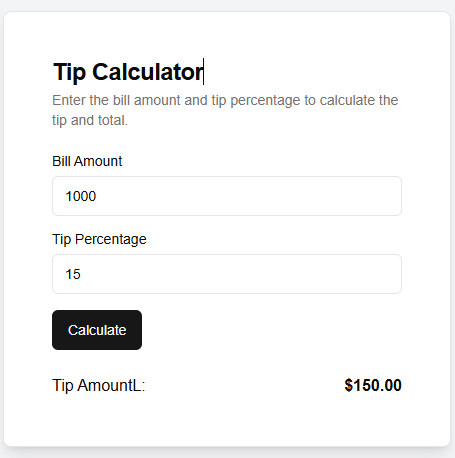 Tip Calculator
Enter the bill amount and tip percentage to calculate the
tip and total.
Bill Amount
1000
Tip Percentage
15
Calculate
Tip AmountL: $150.00